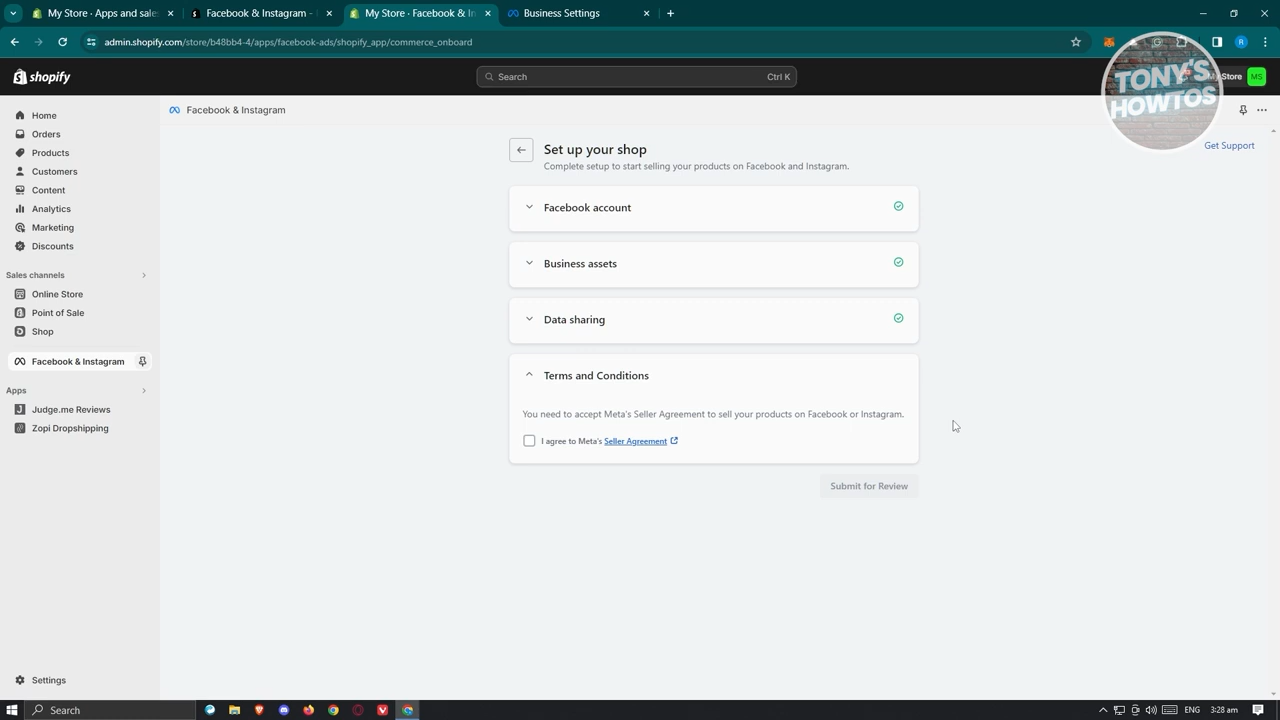 My Store · Apps and sales
Facebook & Instagram -
My Store · Facebook & In
Business Settings
admin.shopify.com/store/b48bb4-4/apps/facebook-ads/shopify_app/commerce_onboard
R
shopify
Search
Ctrl K
My Store
MS
TONY'S
HOWTOS
Facebook & Instagram
Get Support
Home
Orders
Products
Customers
Content
Analytics
Marketing
Discounts
Sales channels
Online Store
Point of Sale
Shop
Facebook & Instagram
Apps
Judge.me Reviews
Zopi Dropshipping
Settings
Set up your shop
Complete setup to start selling your products on Facebook and Instagram.
Facebook account
Business assets
Data sharing
Terms and Conditions
You need to accept Meta's Seller Agreement to sell your products on Facebook or Instagram.
I agree to Meta's Seller Agreement
Submit for Review
Search
ENG
3:28 am